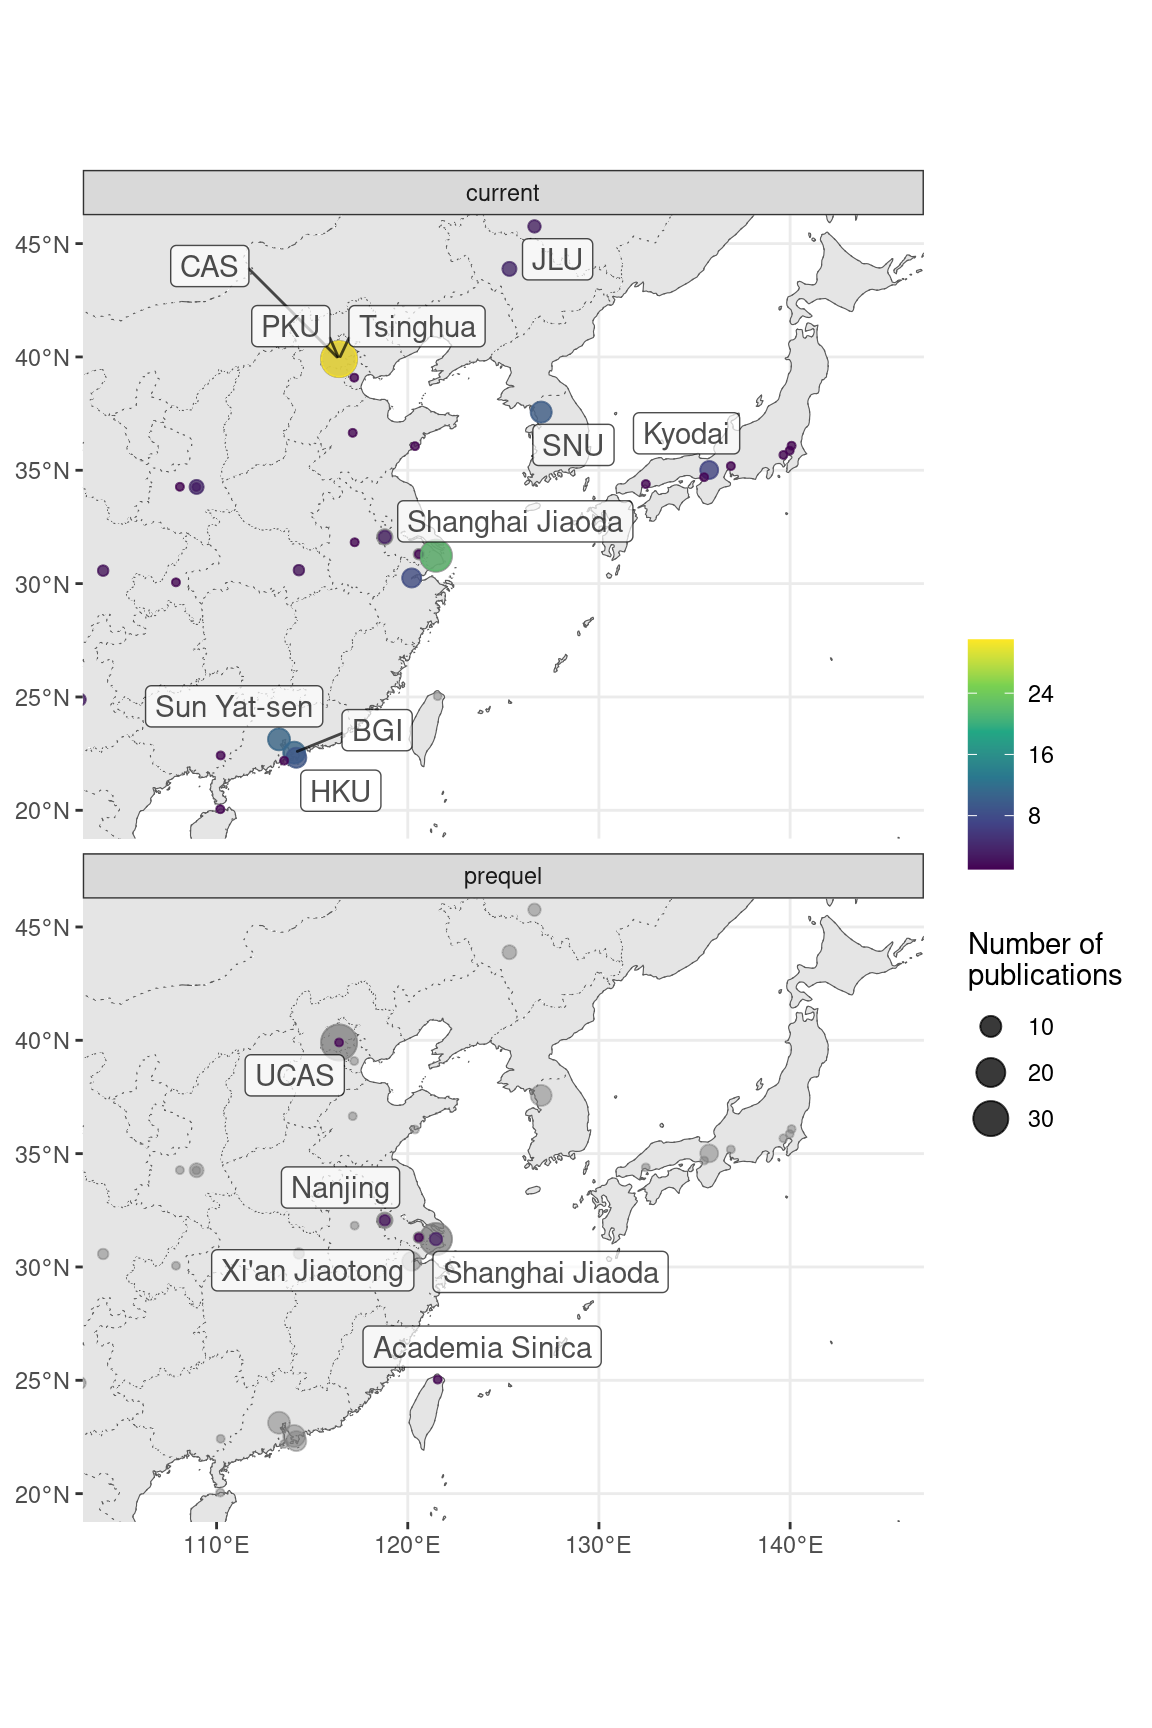 current
45°N
40°N
35°N
30°N
25°N
20°N
CAS
JLU
PKU
Tsinghua
SNU
Kyodai
Shanghai Jiaoda
Sun Yat-sen
BGI
HKU
prequel
45°N
40°N
35°N
30°N
25°N
20°N
UCAS
Nanjing
Xi'an Jiaotong
Shanghai Jiaoda
Academia Sinica
110°E
120°E
130°E
140°E
24
16
8
Number of
publications
10
20
30